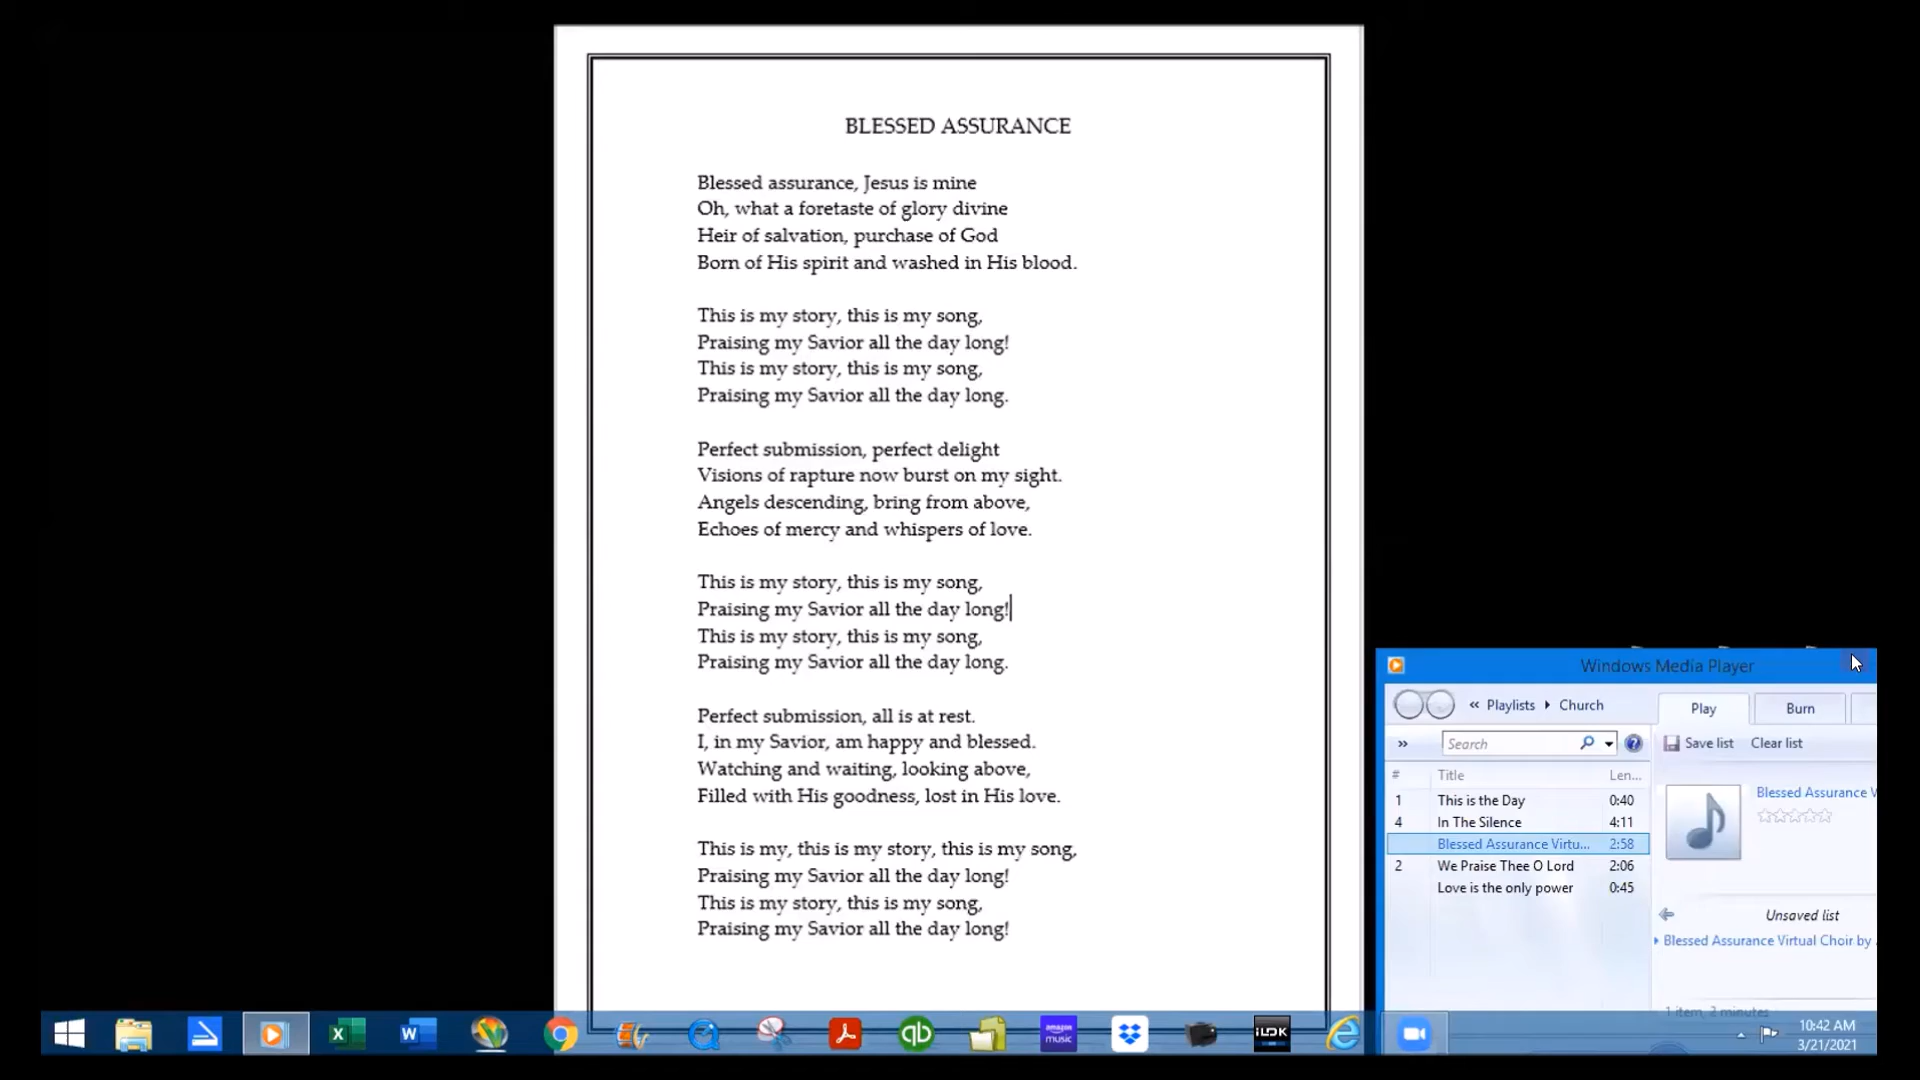 BLESSED ASSURANCE
Blessed assurance, Jesus is mine
Oh, what a foretaste of glory divine
Heir of salvation, purchase of God
Born of His spirit and washed in His blood.
This is my story, this is my song,
Praising my Savior all the day long!
This is my story, this is my song,
Praising my Savior all the day long.
Perfect submission, perfect delight
Visions of rapture now burst on my sight.
Angels descending, bring from above,
Echoes of mercy and whispers of love.
This is my story, this is my song,
Praising my Savior all the day long!
This is my story, this is my song,
Praising my Savior all the day long.
Perfect submission, all is at rest.
I, in my Savior, am happy and blessed.
Watching and waiting, looking above,
Filled with His goodness, lost in His love.
This is my, this is my story, this is my song,
Praising my Savior all the day long!
This is my story, this is my song,
Praising my Savior all the day long!
Windows Media Player
« Playlists Church
Play Burn
» Search ?
Save list Clear list
# Title Len...
1 This is the Day 0:40
4 In The Silence 4:11
Blessed Assurance Virtu... 2:58
2 We Praise Thee O Lord 2:06
Love is the only power 0:45
Blessed Assurance V
Unsaved list
Blessed Assurance Virtual Choir by
1 item, 2 minutes
X
W
qb
amazon
music
iLOK
e
10:42 AM
3/21/2021